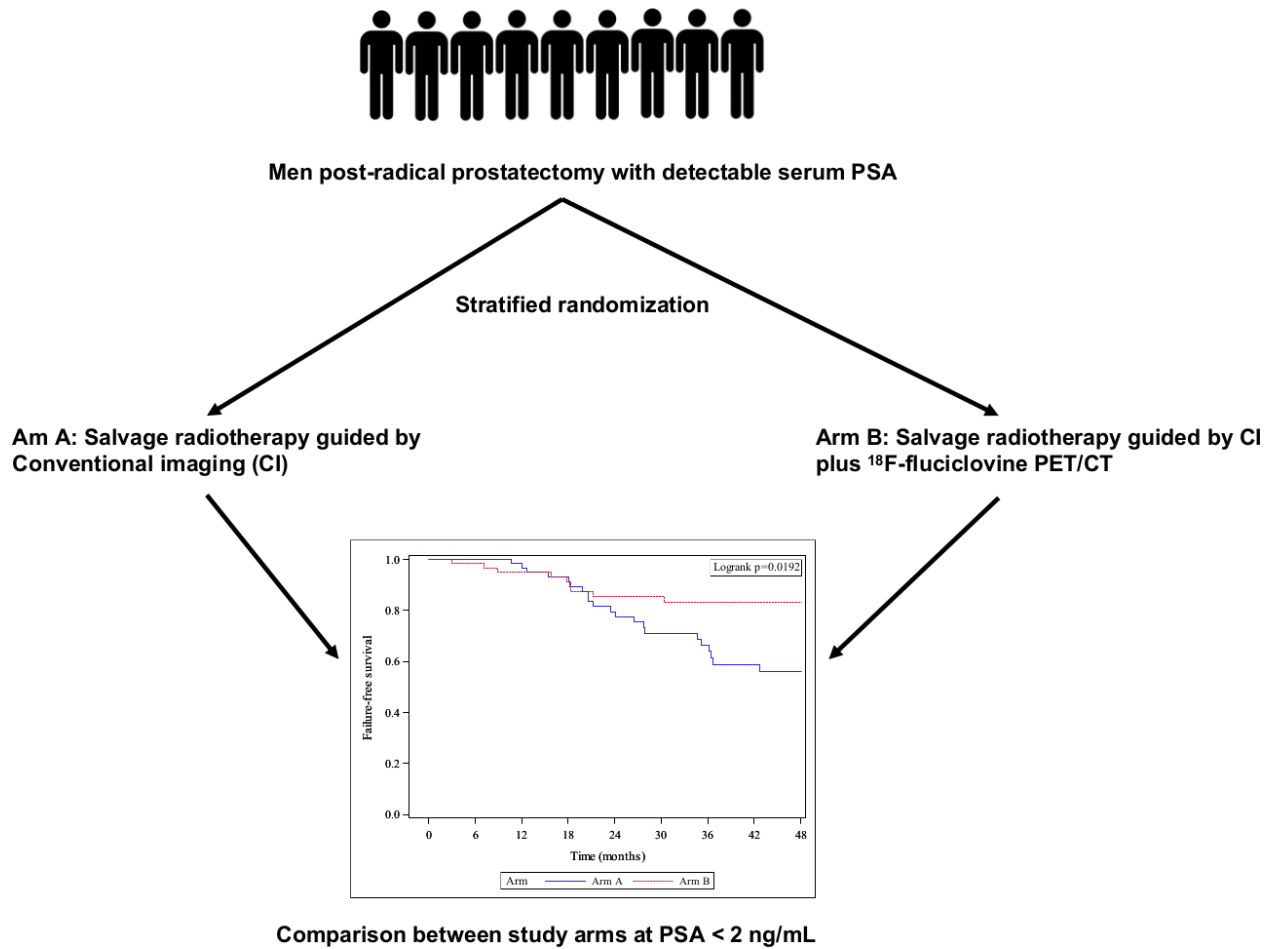 Men post-radical prostatectomy with detectable serum PSA
Stratified randomization
Am A: Salvage radiotherapy guided by
Conventional imaging (CI)
Arm B: Salvage radiotherapy guided by CI
plus ¹⁸F-fluciclovine PET/CT
Logrank p=0.0192
Failure-free survival
1.0
0.8
0.6
0.4
0.2
0.0
0 6 12 18 24 30 36 42 48
Time (months)
Arm Arm A Arm B
Comparison between study arms at PSA < 2 ng/mL